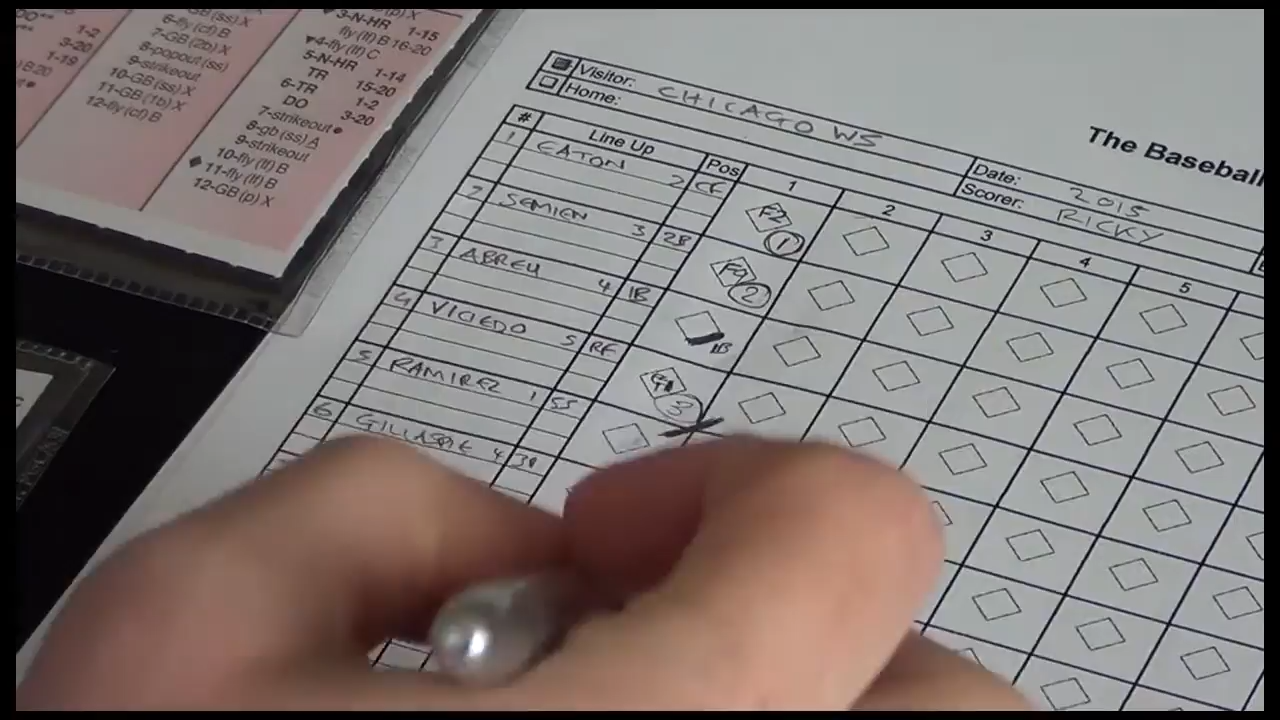 1-2
3-20
1-19
B 20
(ss) X
6-fly (cf) B
7-GB (2b) X
8-popout (ss)
9-strikeout
10-GB (ss) X
11-GB (1b) X
12-fly (cf) B
(p) X
3-N-HR 1-15
fly (lf) B 16-20
▼4-fly (lf) C
5-N-HR 1-14
TR 15-20
6-TR 1-2
DO 3-20
7-strikeout●
8-gb (ss) A
9-strikeout
10-fly (lf) B
◆ 11-fly (lf) B
12-GB (p) X
The Baseball
Visitor: CHICAGO WS
Home:
Date: 2015
Scorer: RICKY
# Line Up Pos 1 2 3 4 5
1 EATON 2 CF F2 1
2 SEMIEN 3 2B F9 2
3 ABREU 4 1B 1B
4 VICIEDO 5 RF 3
5 RAMIREZ 1 SS
6 GILLASPIE 4 3B